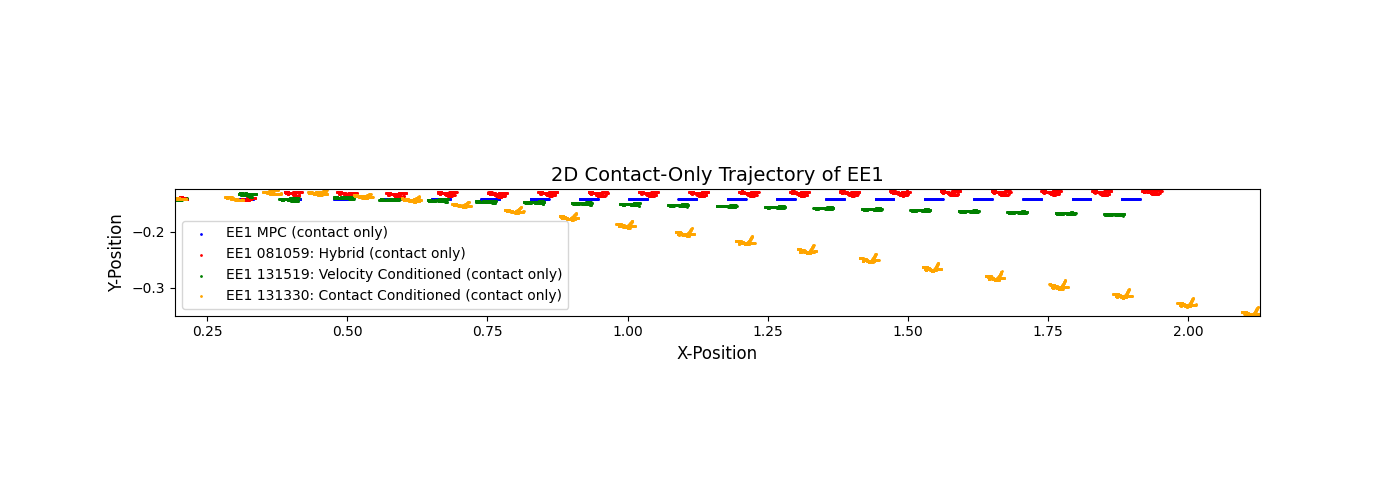 2D Contact-Only Trajectory of EE1
Y-Position
−0.2
−0.3
EE1 MPC (contact only)
EE1 081059: Hybrid (contact only)
EE1 131519: Velocity Conditioned (contact only)
EE1 131330: Contact Conditioned (contact only)
0.25 0.50 0.75 1.00 1.25 1.50 1.75 2.00
X-Position